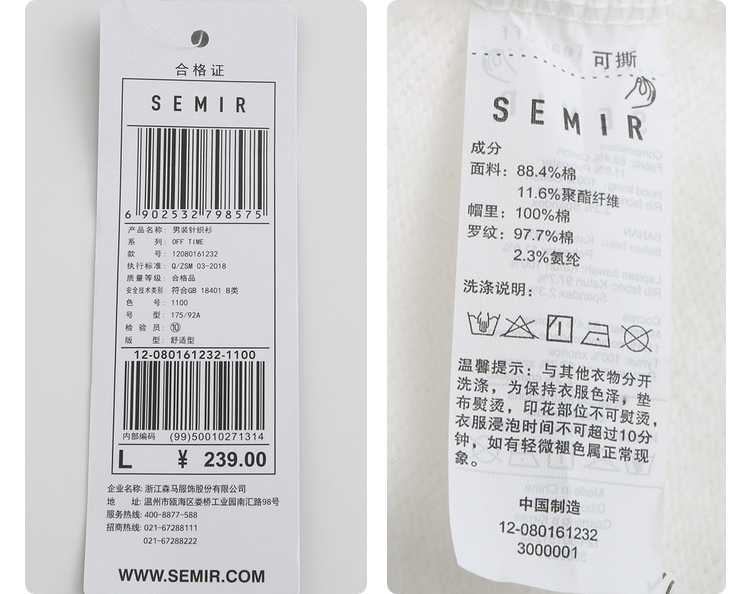 合格证
SEMIR
6 902532 798575
产品名称: 男装针织衫
系 列: OFF TIME
款 号: 12080161232
执行标准: Q/ZSM 03-2018
质量等级: 合格品
安全技术类别: 符合GB 18401 B类
色 号: 1100
号 型: 175/92A
检 验 员: ⑩
版 型: 舒适型
12-080161232-1100
内部编码 (99)50010271314
L ¥ 239.00
企业名称: 浙江森马服饰股份有限公司
地 址: 温州市瓯海区娄桥工业园南汇路98号
服务热线: 400-8877-588
招商热线: 021-67288111
021-67288222
WWW.SEMIR.COM
可撕
SEMIR
成分
面料: 88.4%棉
11.6%聚酯纤维
帽里: 100%棉
罗纹: 97.7%棉
2.3%氨纶
洗涤说明:
温馨提示: 与其他衣物分开
洗涤, 为保持衣服色泽, 垫
布熨烫, 印花部位不可熨烫,
衣服浸泡时间不可超过10分
钟, 如有轻微褪色属正常现
象。
中国制造
12-080161232
3000001